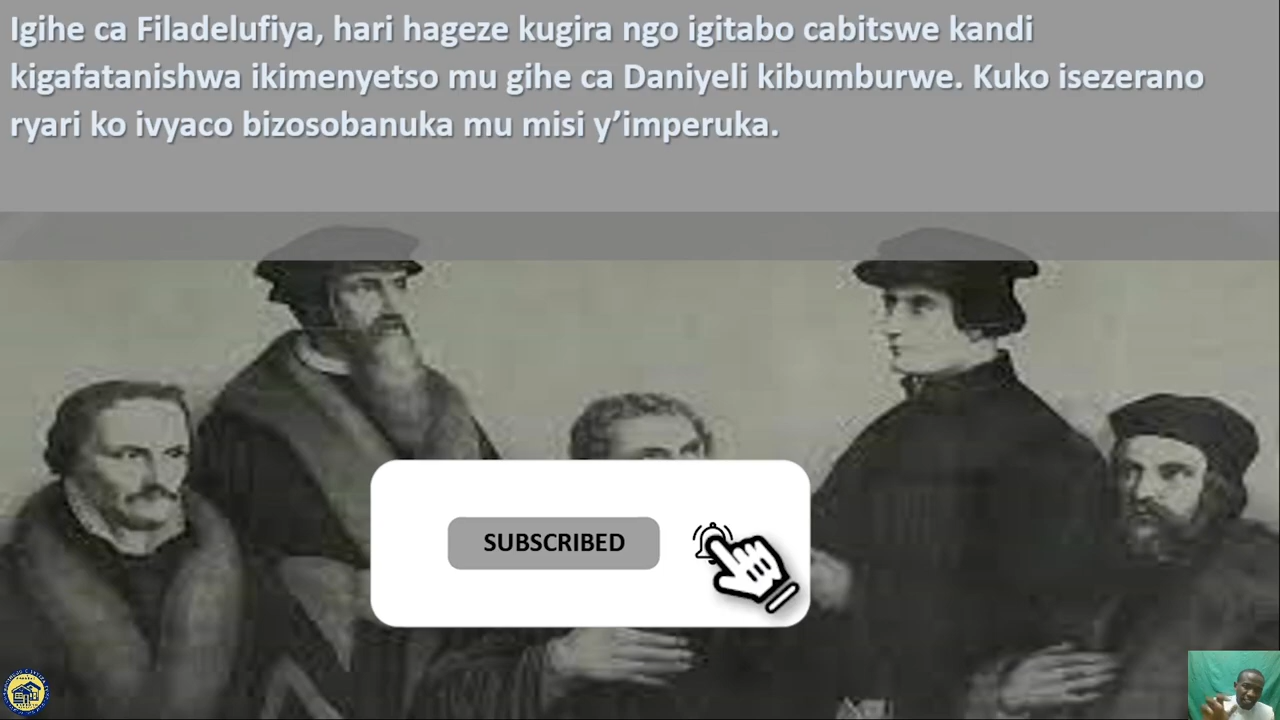 Igihe ca Filadelufiya, hari hageze kugira ngo igitabo cabitswe kandi
kigafatanishwa ikimenyetso mu gihe ca Daniyeli kibumburwe. Kuko isezerano
ryari ko ivyaco bizosobanuka mu misi y’imperuka.
SUBSCRIBED